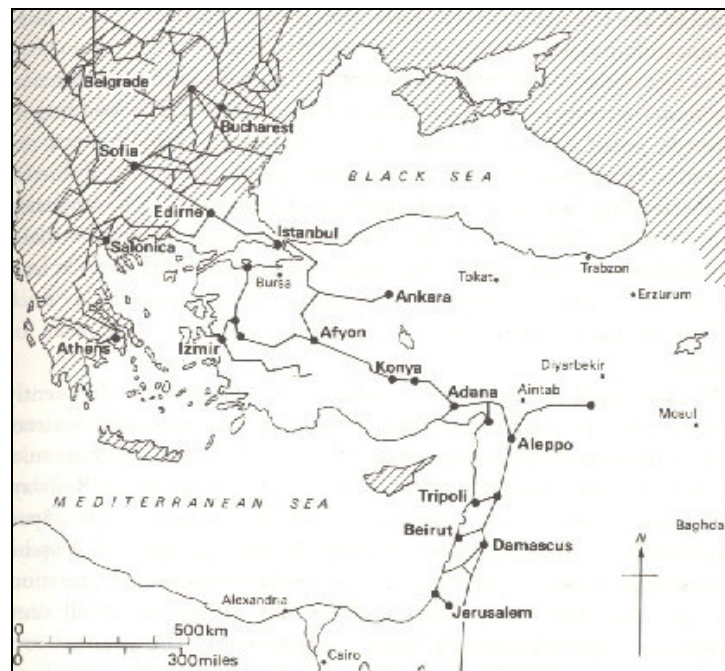 Belgrade
Bucharest
Sofia
BLACK SEA
Edirne
Istanbul
Salonica
Trabzon
Bursa
Tokat
Ankara
Erzurum
Athens
Izmir
Afyon
Diyarbekir
Konya
Adana
Aintab
Mosul
Aleppo
MEDITERRANEAN SEA
Tripoli
Beirut
Damascus
Baghda
N
Alexandria
Jerusalem
0 500km
0 300miles
Cairo